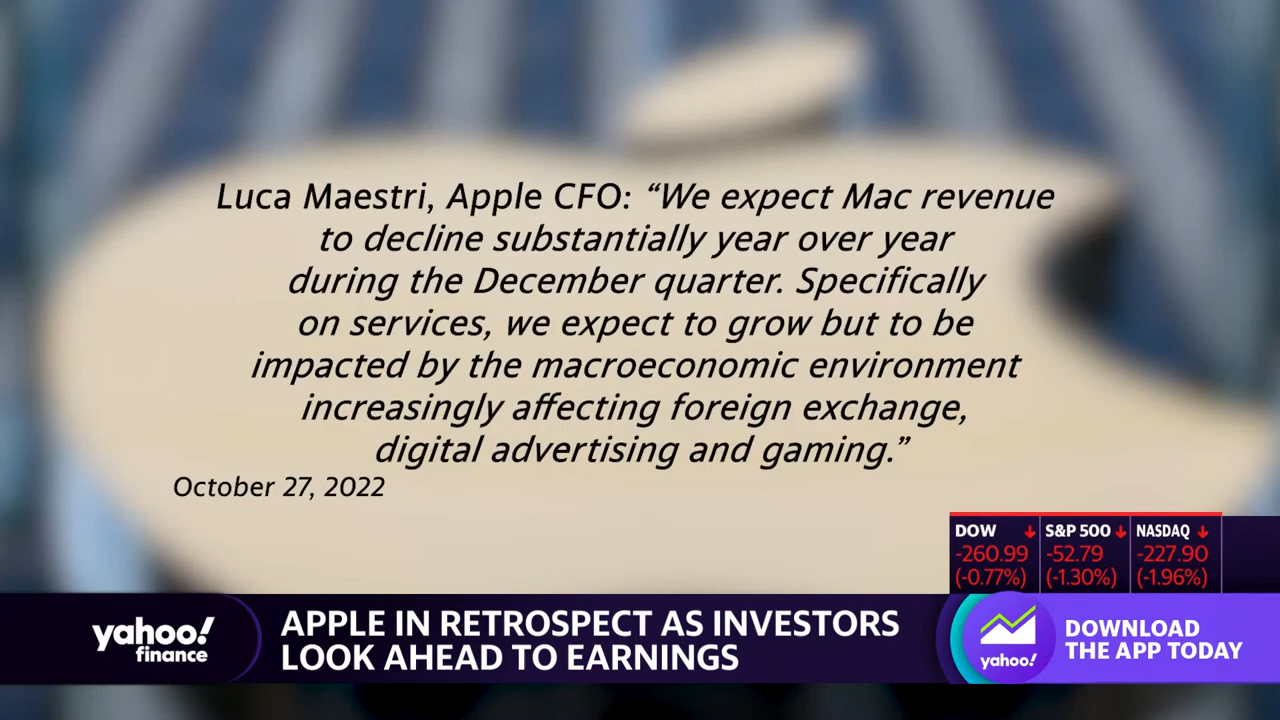 Luca Maestri, Apple CFO: “We expect Mac revenue
to decline substantially year over year
during the December quarter. Specifically
on services, we expect to grow but to be
impacted by the macroeconomic environment
increasingly affecting foreign exchange,
digital advertising and gaming.”
October 27, 2022
DOW
-260.99
(-0.77%)
S&P 500
-52.79
(-1.30%)
NASDAQ
-227.90
(-1.96%)
yahoo!
finance
APPLE IN RETROSPECT AS INVESTORS
LOOK AHEAD TO EARNINGS
yahoo!
DOWNLOAD
THE APP TODAY